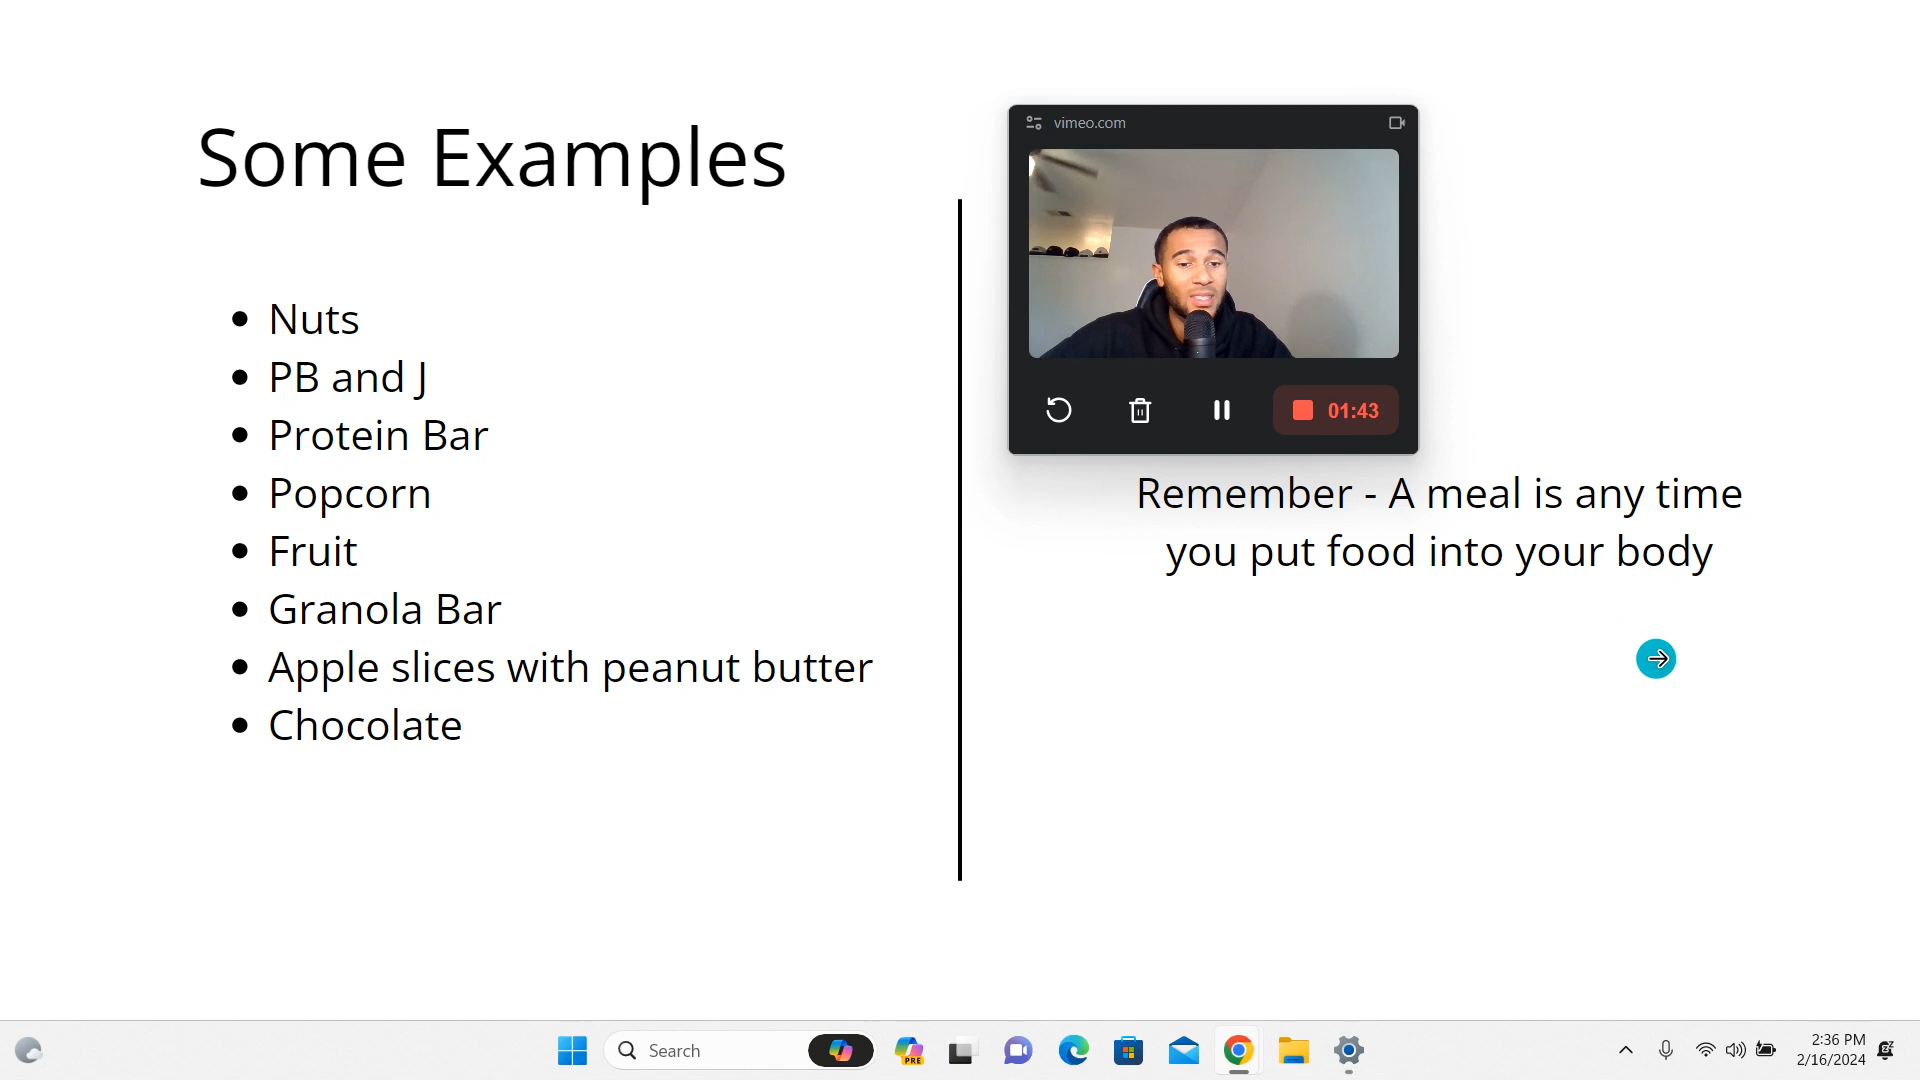 Some Examples
Nuts
PB and J
Protein Bar
Popcorn
Fruit
Granola Bar
Apple slices with peanut butter
Chocolate
vimeo.com
01:43
Remember - A meal is any time
you put food into your body
Search
PRE
2:36 PM
2/16/2024